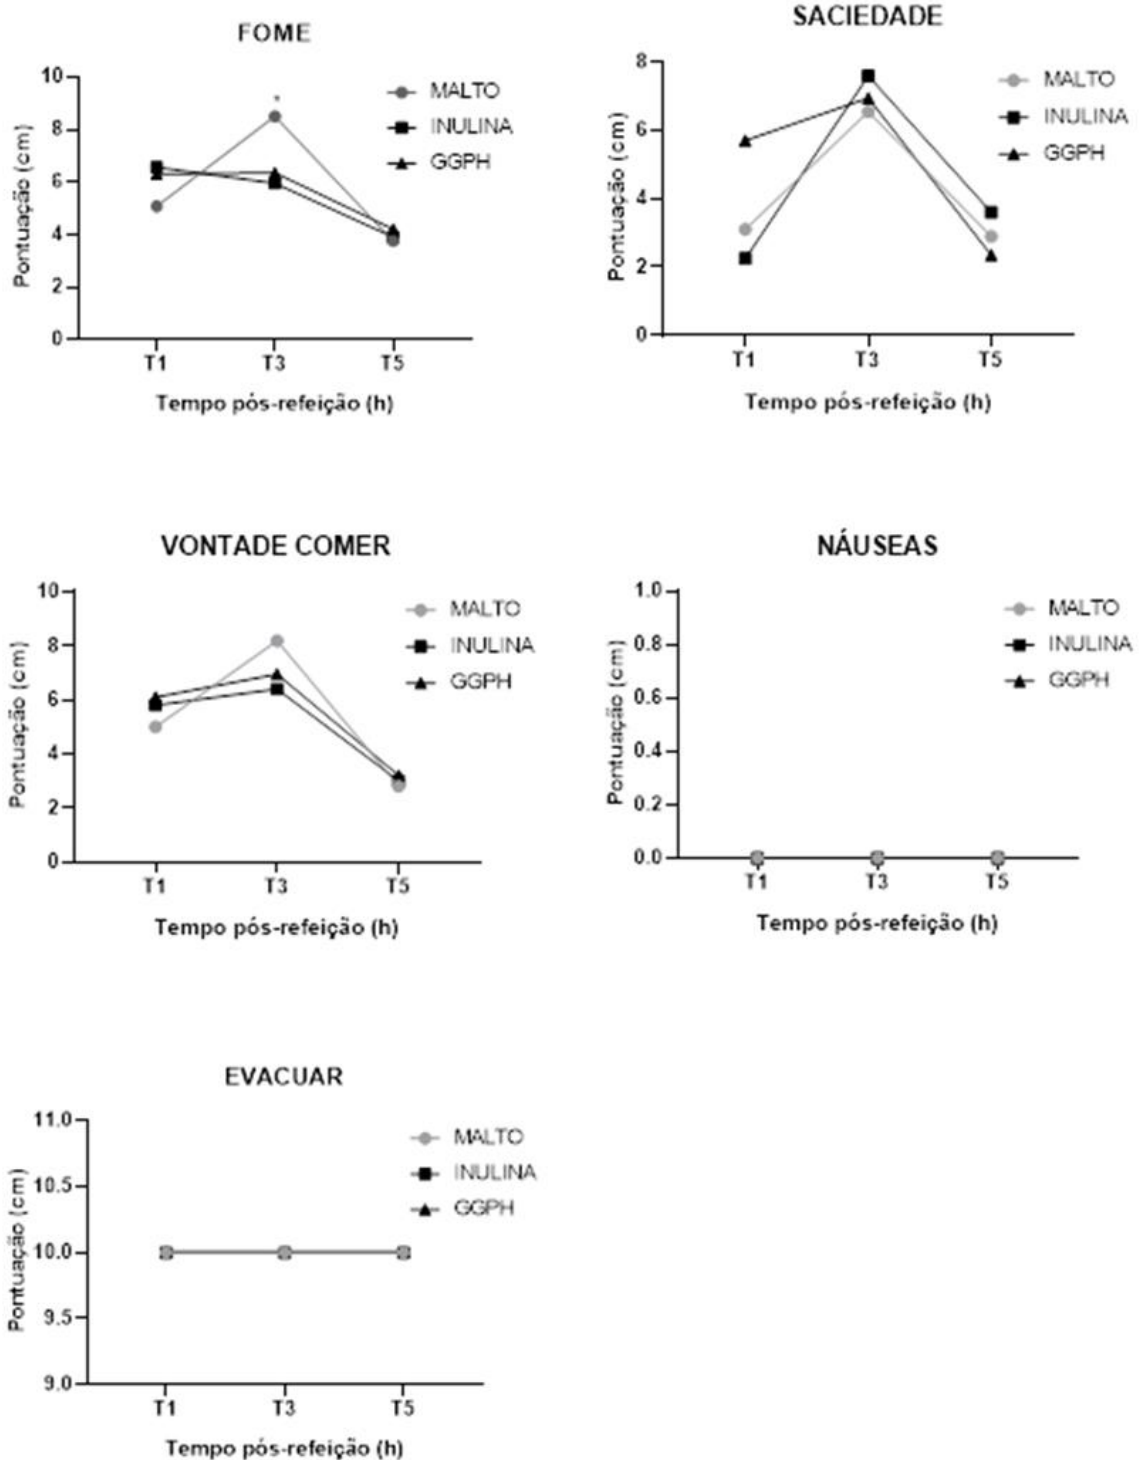 FOME
10
8
6
4
2
0
Pontuação (cm)
*
MALTO
INULINA
GGPH
T1 T3 T5
Tempo pós-refeição (h)
SACIEDADE
8
6
4
2
0
Pontuação (cm)
MALTO
INULINA
GGPH
T1 T3 T5
Tempo pós-refeição (h)
VONTADE COMER
10
8
6
4
2
0
Pontuação (cm)
MALTO
INULINA
GGPH
T1 T3 T5
Tempo pós-refeição (h)
NÁUSEAS
1.0
0.8
0.6
0.4
0.2
0.0
Pontuação (cm)
MALTO
INULINA
GGPH
T1 T3 T5
Tempo pós-refeição (h)
EVACUAR
11.0
10.5
10.0
9.5
9.0
Pontuação (cm)
MALTO
INULINA
GGPH
T1 T3 T5
Tempo pós-refeição (h)